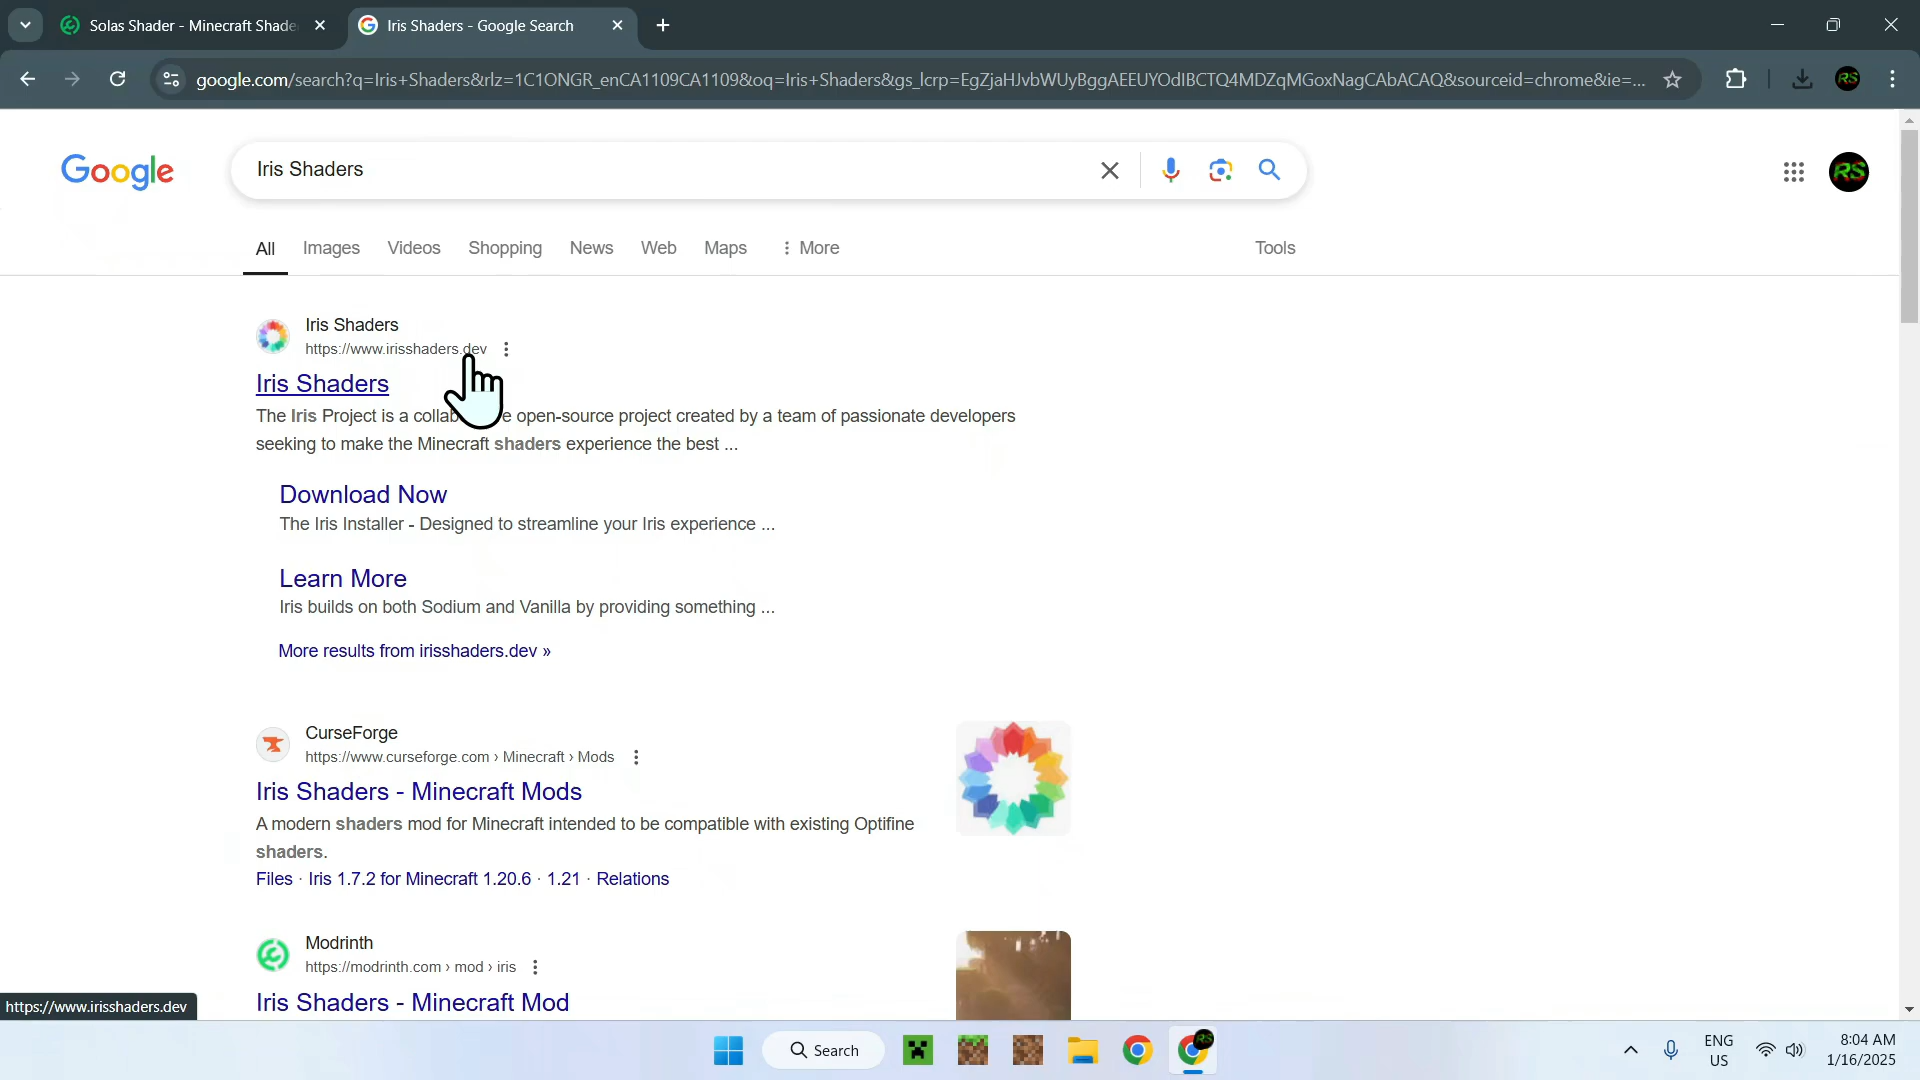 Solas Shader - Minecraft Shade
Iris Shaders - Google Search
google.com/search?q=Iris+Shaders&rlz=1C1ONGR_enCA1109CA1109&oq=Iris+Shaders&gs_lcrp=EgZjaHJvbWUyBggAEEUYOdIBCTQ4MDZqMGoxNagCAbACAQ&sourceid=chrome&ie=...
RS
Google
Iris Shaders
RS
All Images Videos Shopping News Web Maps More Tools
Iris Shaders
https://www.irisshaders.dev
Iris Shaders
The Iris Project is a open-source project created by a team of passionate developers
seeking to make the Minecraft shaders experience the best ...
Download Now
The Iris Installer - Designed to streamline your Iris experience ...
Learn More
Iris builds on both Sodium and Vanilla by providing something ...
More results from irisshaders.dev »
CurseForge
https://www.curseforge.com › Minecraft › Mods
Iris Shaders - Minecraft Mods
A modern shaders mod for Minecraft intended to be compatible with existing Optifine
shaders.
Files · Iris 1.7.2 for Minecraft 1.20.6 · 1.21 · Relations
Modrinth
https://modrinth.com › mod › iris
Iris Shaders - Minecraft Mod
https://www.irisshaders.dev
Search
RS
ENG
US
8:04 AM
1/16/2025